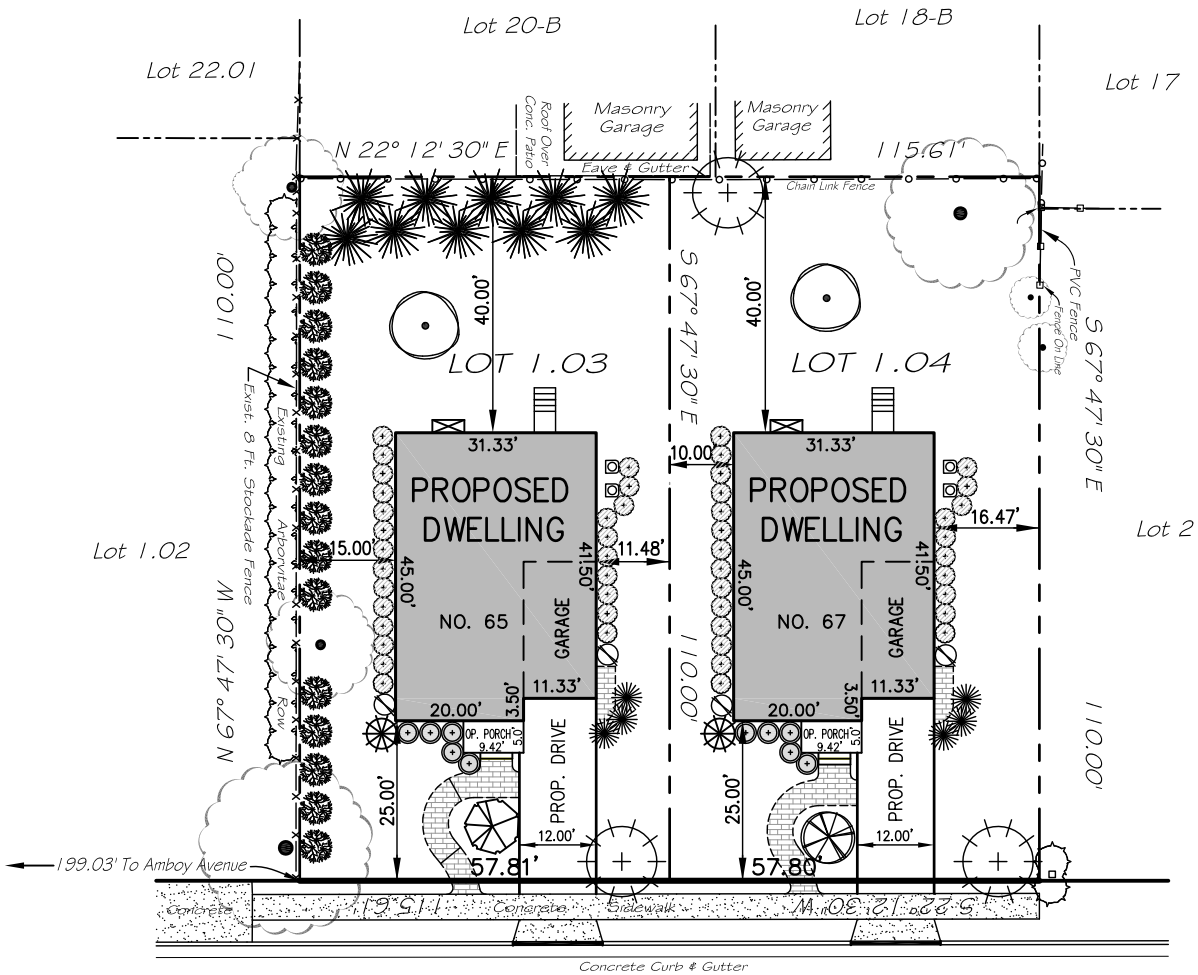 Lot 20-B
Lot 18-B
Lot 22.01
Lot 17
Roof Over
Conc. Patio
Masonry
Garage
Masonry
Garage
N 22° 12' 30" E
Eave & Gutter
115.61'
Chain Link Fence
110.00'
40.00'
S 67° 47' 30" E
40.00'
PVC Fence
Fence On Line
S 67° 47' 30" E
LOT 1.03
LOT 1.04
Existing Arborvitae Row
Exist. 8 Ft. Stockade Fence
31.33'
31.33'
10.00'
PROPOSED
DWELLING
PROPOSED
DWELLING
16.47'
Lot 1.02
Lot 2
15.00'
45.00'
41.50'
11.48'
45.00'
41.50'
N 67° 47' 30" W
NO. 65
GARAGE
NO. 67
GARAGE
110.00'
110.00'
11.33'
11.33'
20.00'
3.50'
20.00'
3.50'
OP. PORCH
9.42'
5.0'
OP. PORCH
9.42'
5.0'
PROP. DRIVE
PROP. DRIVE
25.00'
25.00'
12.00'
12.00'
199.03' To Amboy Avenue
57.81'
57.80'
Concrete
115.61'
Concrete Sidewalk
S 22° 12' 30" W
Concrete Curb & Gutter